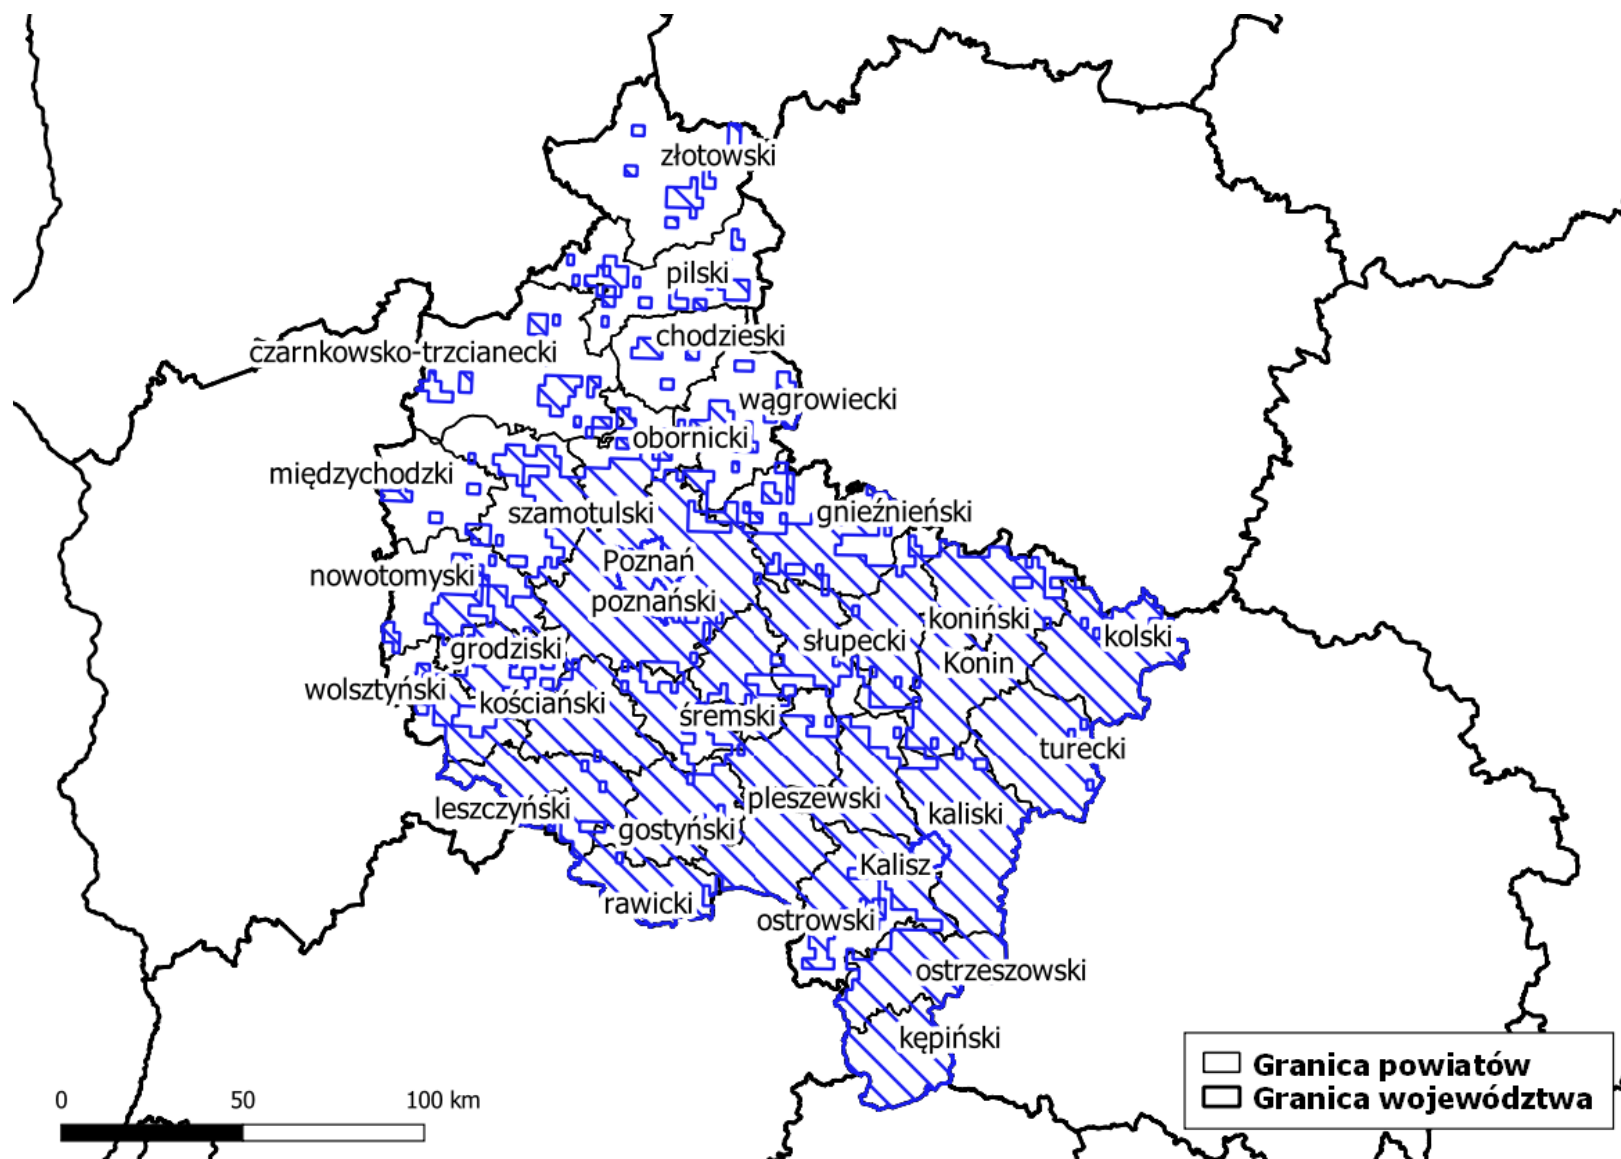 złotowski
pilski
chodzieski
czarnkowsko-trzcianecki
wągrowiecki
obornicki
międzychodzki
szamotulski
gnieźnieński
Poznań
nowotomyski
poznański
koniński
słupecki
kolski
grodziski
Konin
wolsztyński
kościański
śremski
turecki
pleszewski
leszczyński
kaliski
gostyński
Kalisz
rawicki
ostrowski
ostrzeszowski
kępiński
Granica powiatów
Granica województwa
0 50 100 km